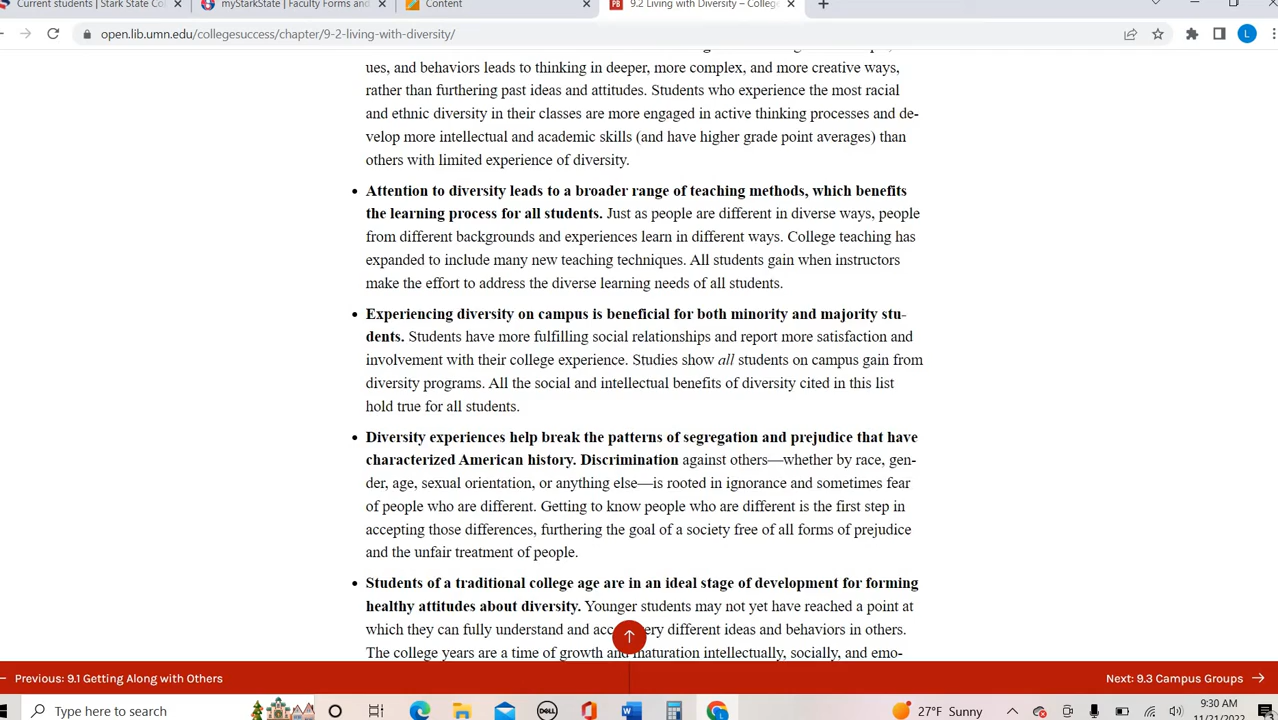 Current students | Stark State Co
myStarkState | Faculty Forms and
Content
9.2 Living with Diversity – College
open.lib.umn.edu/collegesuccess/chapter/9-2-living-with-diversity/
ues, and behaviors leads to thinking in deeper, more complex, and more creative ways,
rather than furthering past ideas and attitudes. Students who experience the most racial
and ethnic diversity in their classes are more engaged in active thinking processes and de-
velop more intellectual and academic skills (and have higher grade point averages) than
others with limited experience of diversity.
• Attention to diversity leads to a broader range of teaching methods, which benefits
the learning process for all students. Just as people are different in diverse ways, people
from different backgrounds and experiences learn in different ways. College teaching has
expanded to include many new teaching techniques. All students gain when instructors
make the effort to address the diverse learning needs of all students.
• Experiencing diversity on campus is beneficial for both minority and majority stu-
dents. Students have more fulfilling social relationships and report more satisfaction and
involvement with their college experience. Studies show all students on campus gain from
diversity programs. All the social and intellectual benefits of diversity cited in this list
hold true for all students.
• Diversity experiences help break the patterns of segregation and prejudice that have
characterized American history. Discrimination against others—whether by race, gen-
der, age, sexual orientation, or anything else—is rooted in ignorance and sometimes fear
of people who are different. Getting to know people who are different is the first step in
accepting those differences, furthering the goal of a society free of all forms of prejudice
and the unfair treatment of people.
• Students of a traditional college age are in an ideal stage of development for forming
healthy attitudes about diversity. Younger students may not yet have reached a point at
which they can fully understand and acc ery different ideas and behaviors in others.
The college years are a time of growth and maturation intellectually, socially, and emo-
Previous: 9.1 Getting Along with Others
Next: 9.3 Campus Groups
Type here to search
DELL
27°F Sunny
9:30 AM